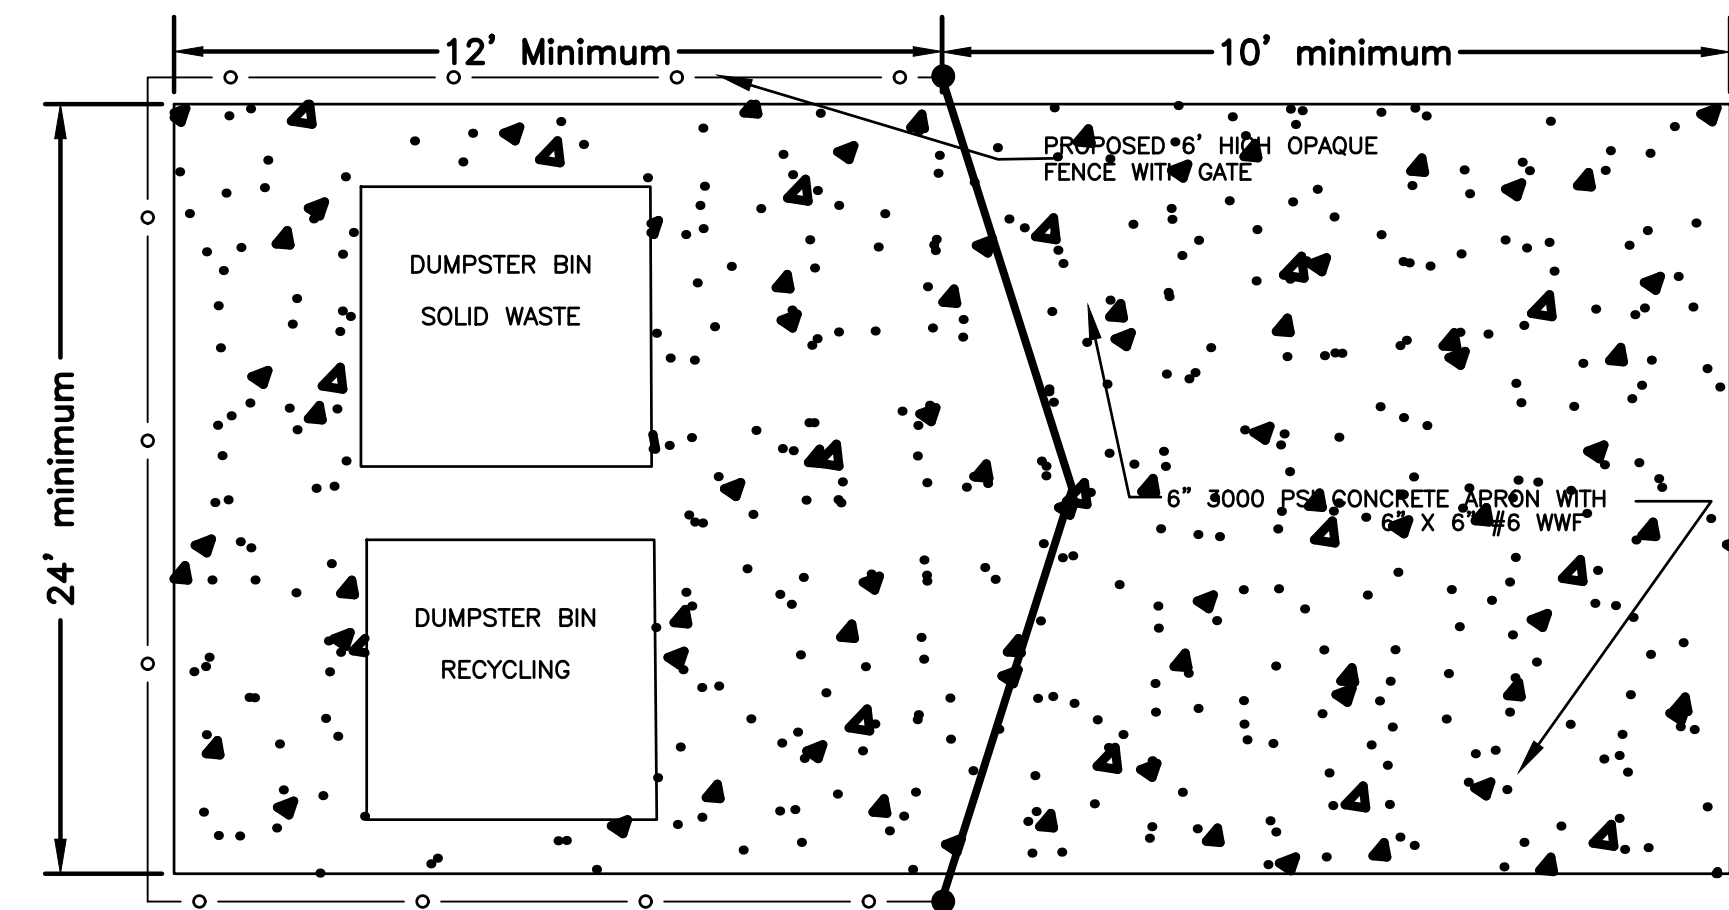 12' Minimum
10' minimum
PROPOSED 6' HIGH OPAQUE
FENCE WITH GATE
DUMPSTER BIN
SOLID WASTE
24' minimum
6" 3000 PSI CONCRETE APRON WITH
6" X 6" #6 WWF
DUMPSTER BIN
RECYCLING